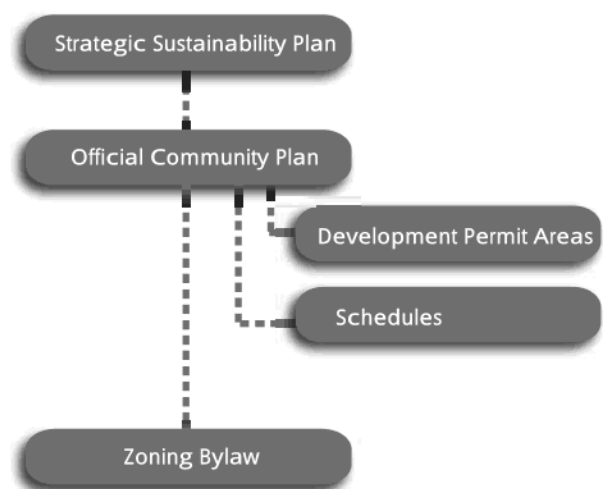 Strategic Sustainability Plan
Official Community Plan
Development Permit Areas
Schedules
Zoning Bylaw